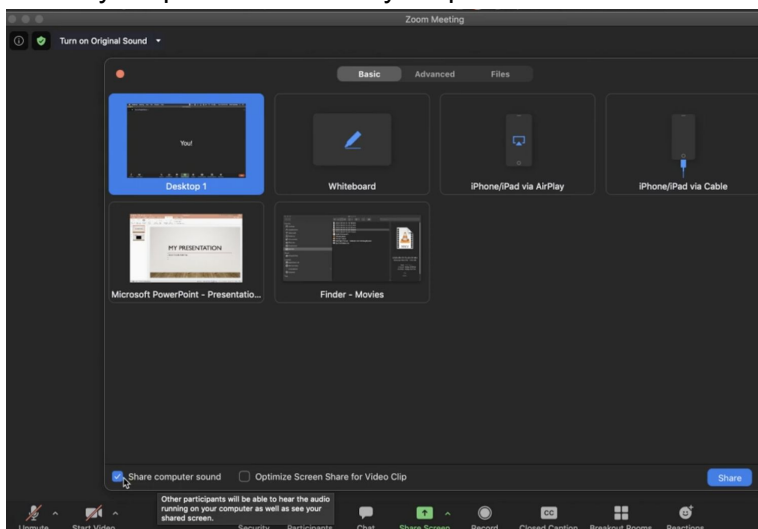 Zoom Meeting
Turn on Original Sound
Basic Advanced Files
You!
Desktop 1 Whiteboard iPhone/iPad via AirPlay iPhone/iPad via Cable
MY PRESENTATION
Microsoft PowerPoint - Presentatio... Finder - Movies
Share computer sound Optimize Screen Share for Video Clip Share
Other participants will be able to hear the audio
running on your computer as well as see your
shared screen.
CC
Unmute Start Video Security Participants Chat Share Screen Record Closed Caption Breakout Rooms Reactions